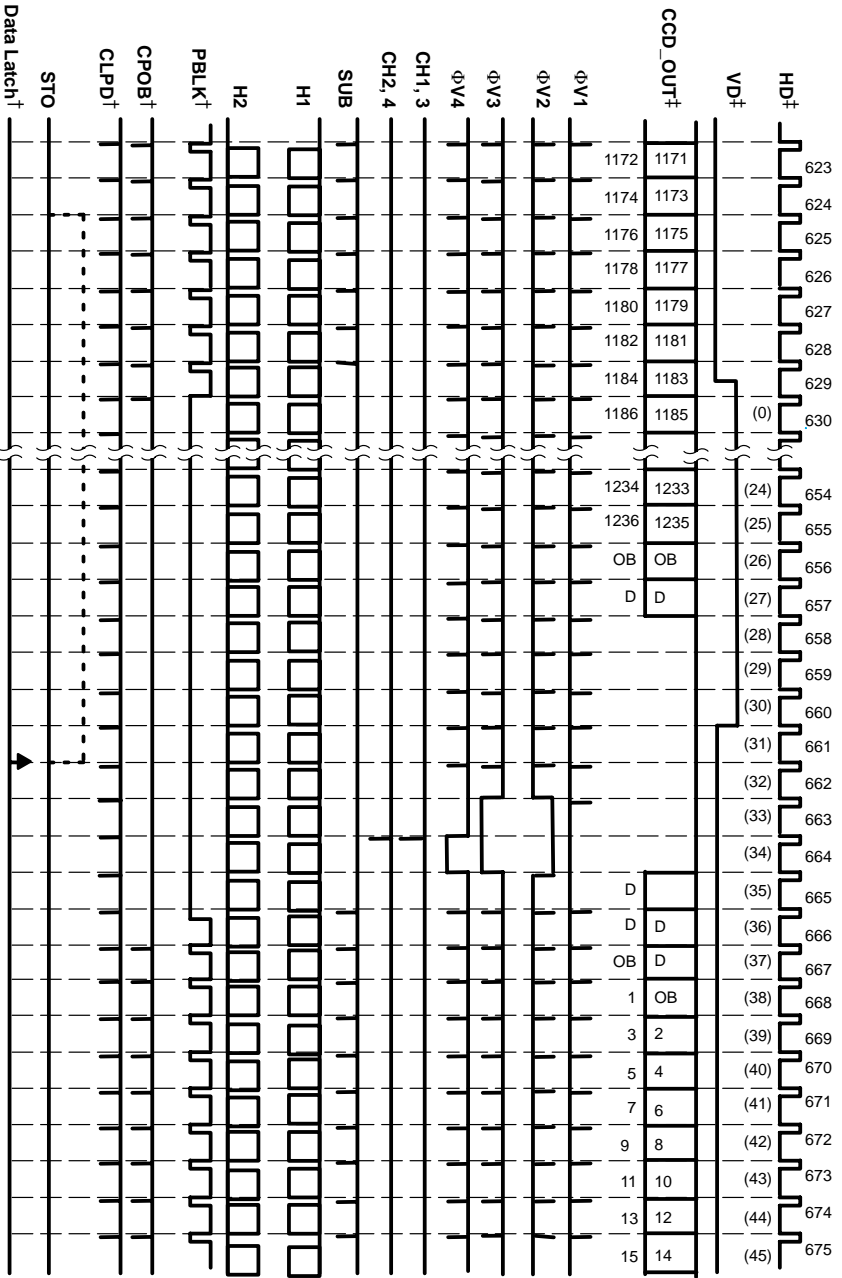 Data Latch†
STO
CLPD†
CPOB†
PBLK†
H2
H1
SUB
CH2, 4
CH1, 3
ΦV4
ΦV3
ΦV2
ΦV1
CCD_OUT‡
VD‡
HD‡
1172 1171 623
1174 1173 624
1176 1175 625
1178 1177 626
1180 1179 627
1182 1181 628
1184 1183 629
1186 1185 (0) 630
1234 1233 (24) 654
1236 1235 (25) 655
OB OB (26) 656
D D (27) 657
(28) 658
(29) 659
(30) 660
(31) 661
(32) 662
(33) 663
(34) 664
D (35) 665
D D (36) 666
OB D (37) 667
1 OB (38) 668
3 2 (39) 669
5 4 (40) 670
7 6 (41) 671
9 8 (42) 672
11 10 (43) 673
13 12 (44) 674
15 14 (45) 675